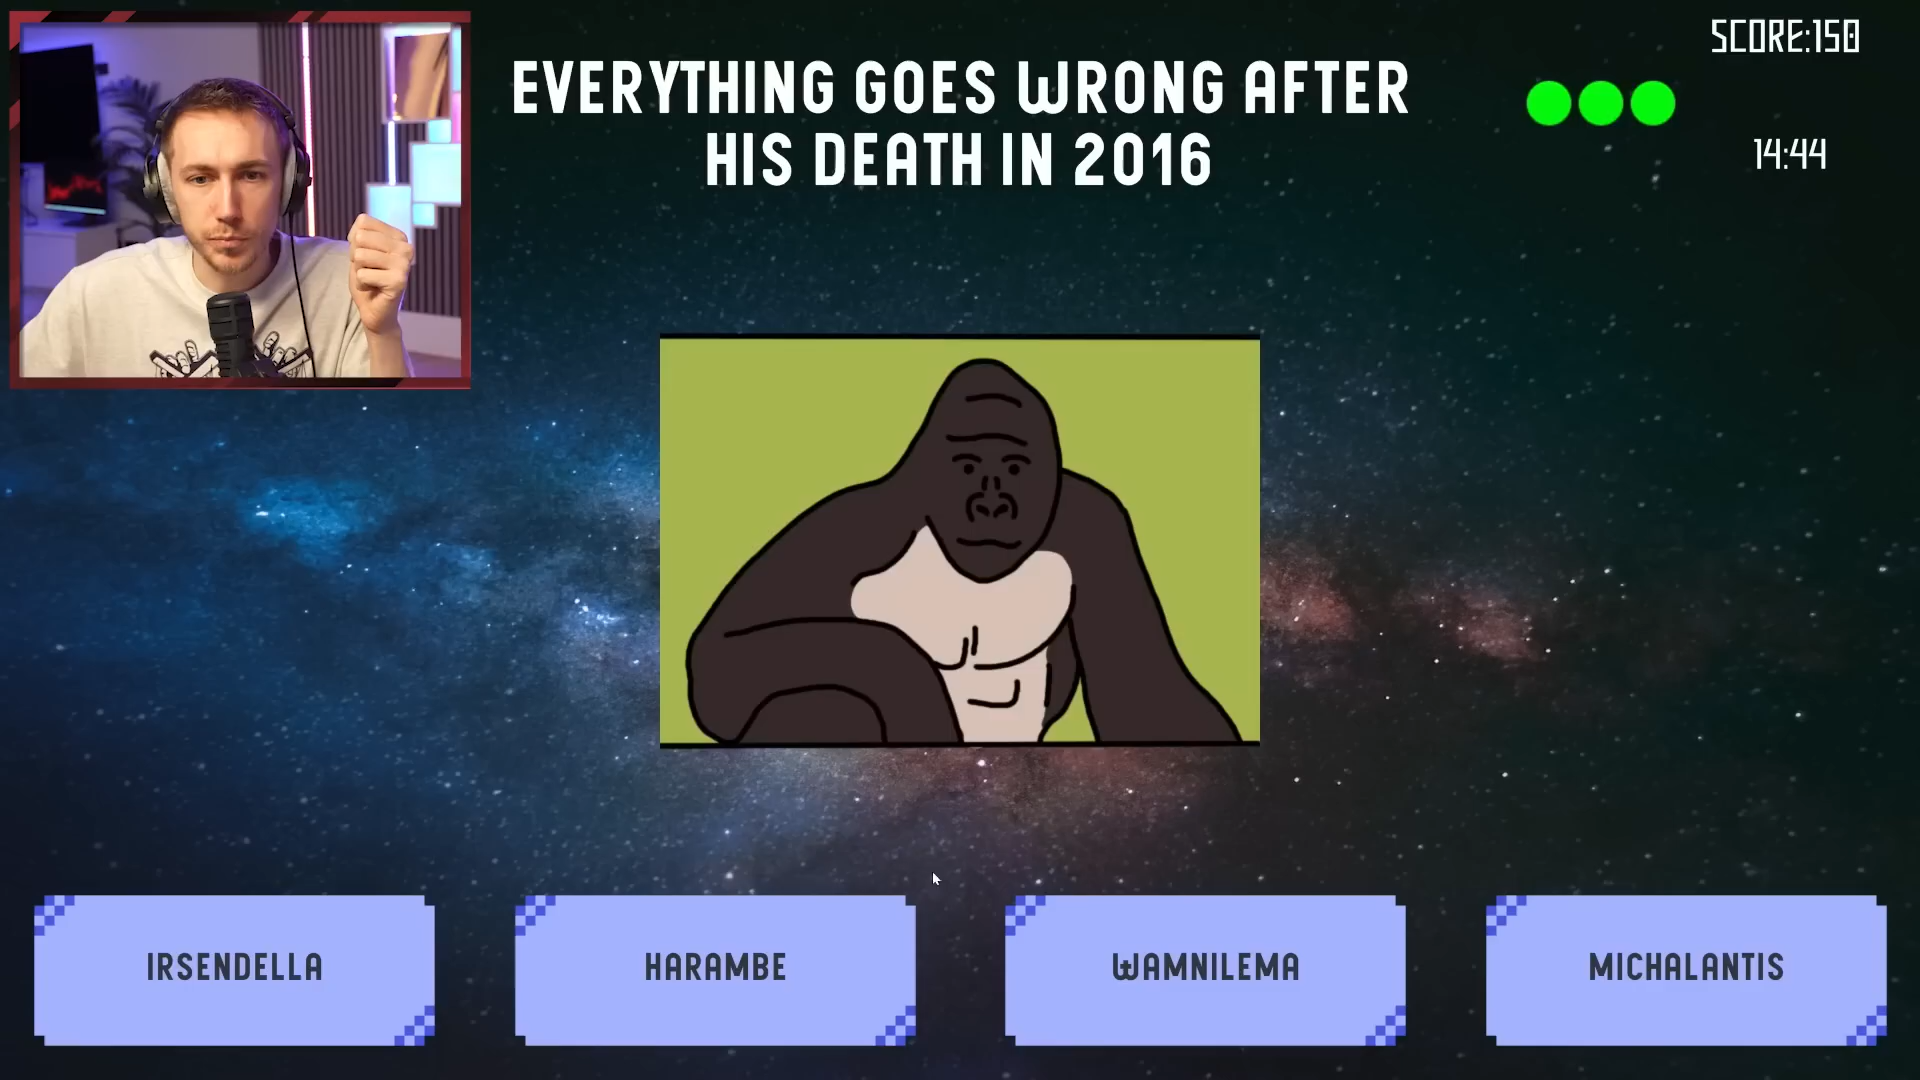 SCORE:150
EVERYTHING GOES WRONG AFTER
HIS DEATH IN 2016
14:44
IRSENDELLA
HARAMBE
WAMNILEMA
MICHALANTIS